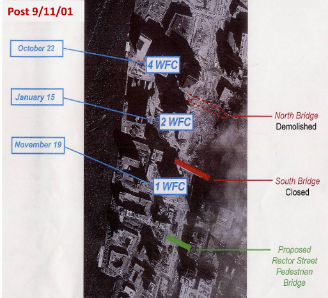 Post 9/11/01
October 22
4 WFC
January 15
2 WFC
North Bridge
Demolished
November 19
1 WFC
South Bridge
Closed
Proposed
Rector Street
Pedestrian
Bridge